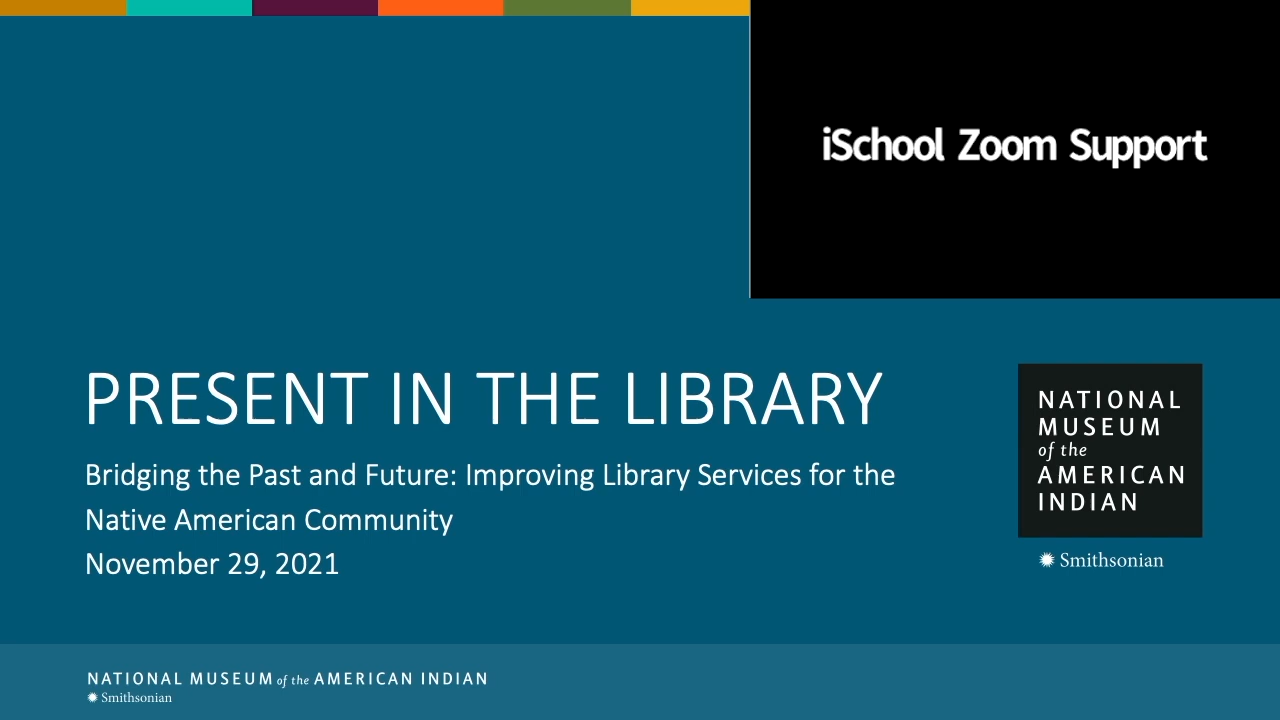 iSchool Zoom Support
PRESENT IN THE LIBRARY
Bridging the Past and Future: Improving Library Services for the
Native American Community
November 29, 2021
NATIONAL
MUSEUM
of the
AMERICAN
INDIAN
Smithsonian
NATIONAL MUSEUM of the AMERICAN INDIAN
Smithsonian